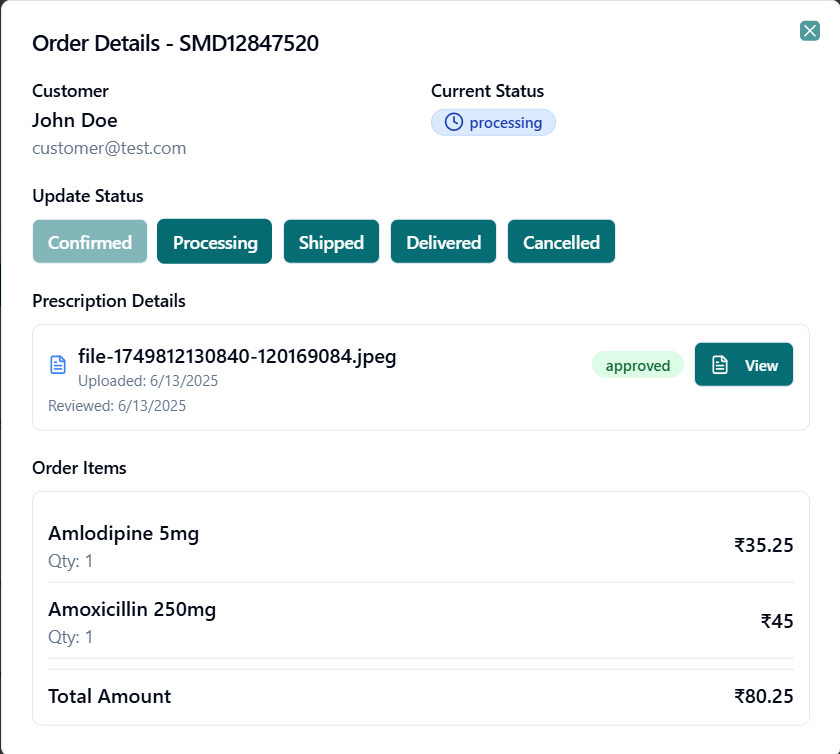 Order Details - SMD12847520
Customer
John Doe
customer@test.com
Current Status
processing
Update Status
Confirmed
Processing
Shipped
Delivered
Cancelled
Prescription Details
file-1749812130840-120169084.jpeg
Uploaded: 6/13/2025
Reviewed: 6/13/2025
approved
View
Order Items
Amlodipine 5mg
Qty: 1
₹35.25
Amoxicillin 250mg
Qty: 1
₹45
Total Amount
₹80.25